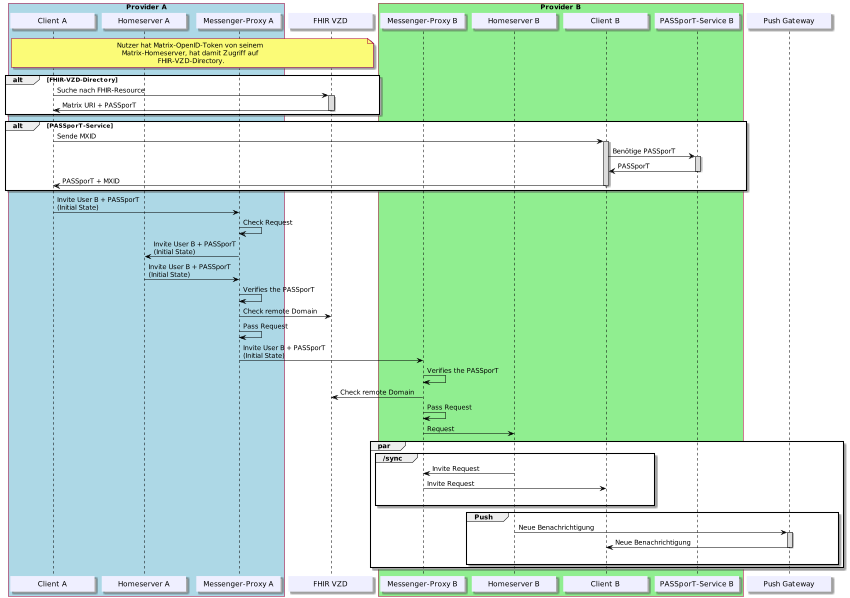 Provider A
Provider B
Client A
Homeserver A
Messenger-Proxy A
FHIR VZD
Messenger-Proxy B
Homeserver B
Client B
PASSporT-Service B
Push Gateway
Nutzer hat Matrix-OpenID-Token von seinem
Matrix-Homeserver, hat damit Zugriff auf
FHIR-VZD-Directory.
alt
[FHIR-VZD-Directory]
Suche nach FHIR-Resource
Matrix URI + PASSporT
alt
[PASSporT-Service]
Sende MXID
Benötige PASSporT
PASSporT
PASSporT + MXID
Invite User B + PASSporT
(Initial State)
Check Request
Invite User B + PASSporT
(Initial State)
Invite User B + PASSporT
(Initial State)
Verifies the PASSporT
Check remote Domain
Pass Request
Invite User B + PASSporT
(Initial State)
Verifies the PASSporT
Check remote Domain
Pass Request
Request
par
/sync
Invite Request
Invite Request
Push
Neue Benachrichtigung
Neue Benachrichtigung
Client A
Homeserver A
Messenger-Proxy A
FHIR VZD
Messenger-Proxy B
Homeserver B
Client B
PASSporT-Service B
Push Gateway